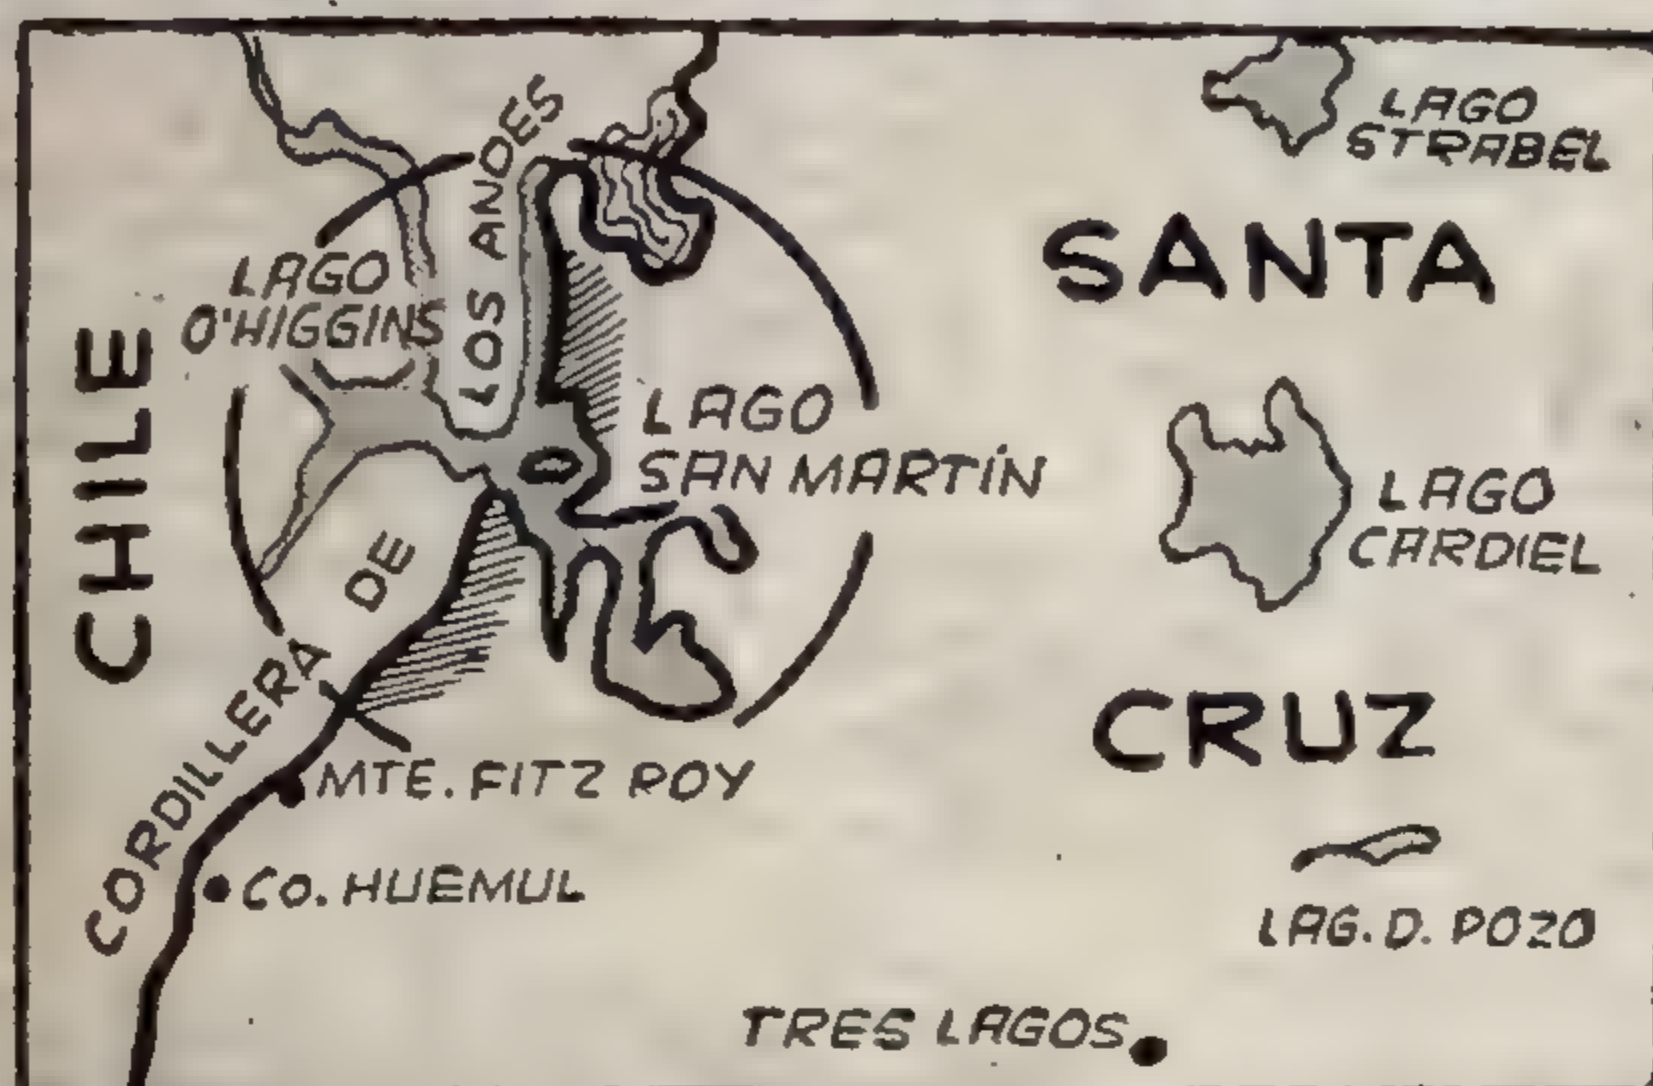 LAGO
STRABEL
SANTA
LAGO
O'HIGGINS
CHILE
CORDILLERA DE LOS ANDES
LAGO
SAN MARTÍN
LAGO
CARDIEL
CRUZ
MTE. FITZ ROY
CO. HUEMUL
LAG. D. POZO
TRES LAGOS